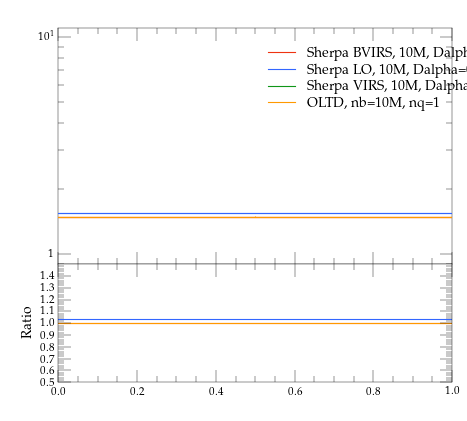 10¹
Sherpa BVIRS, 10M, Dalph
Sherpa LO, 10M, Dalpha=
Sherpa VIRS, 10M, Dalpha
OLTD, nb=10M, nq=1
1
1.4
1.3
1.2
1.1
1.0
0.9
0.8
0.7
0.6
0.5
Ratio
0.0 0.2 0.4 0.6 0.8 1.0